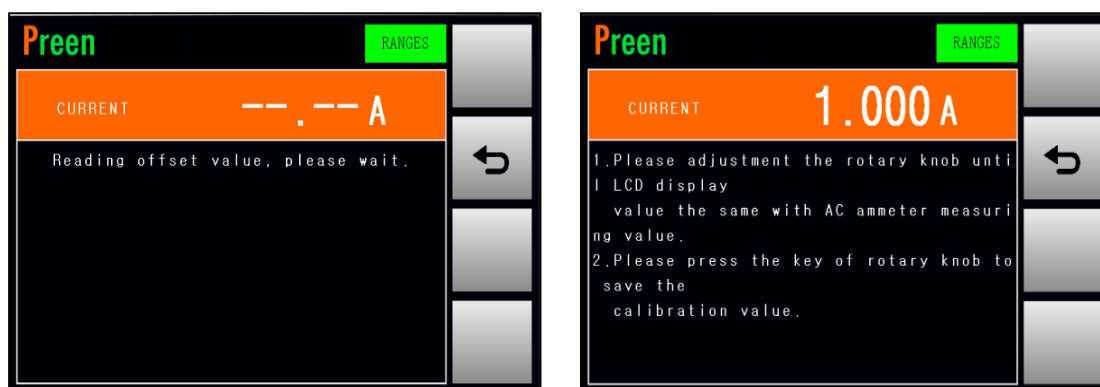 Preen
RANGES
CURRENT --.-- A
Reading offset value, please wait.
Preen
RANGES
CURRENT 1.000 A
1.Please adjustment the rotary knob unti
l LCD display
value the same with AC ammeter measuri
ng value.
2.Please press the key of rotary knob to
save the
calibration value.